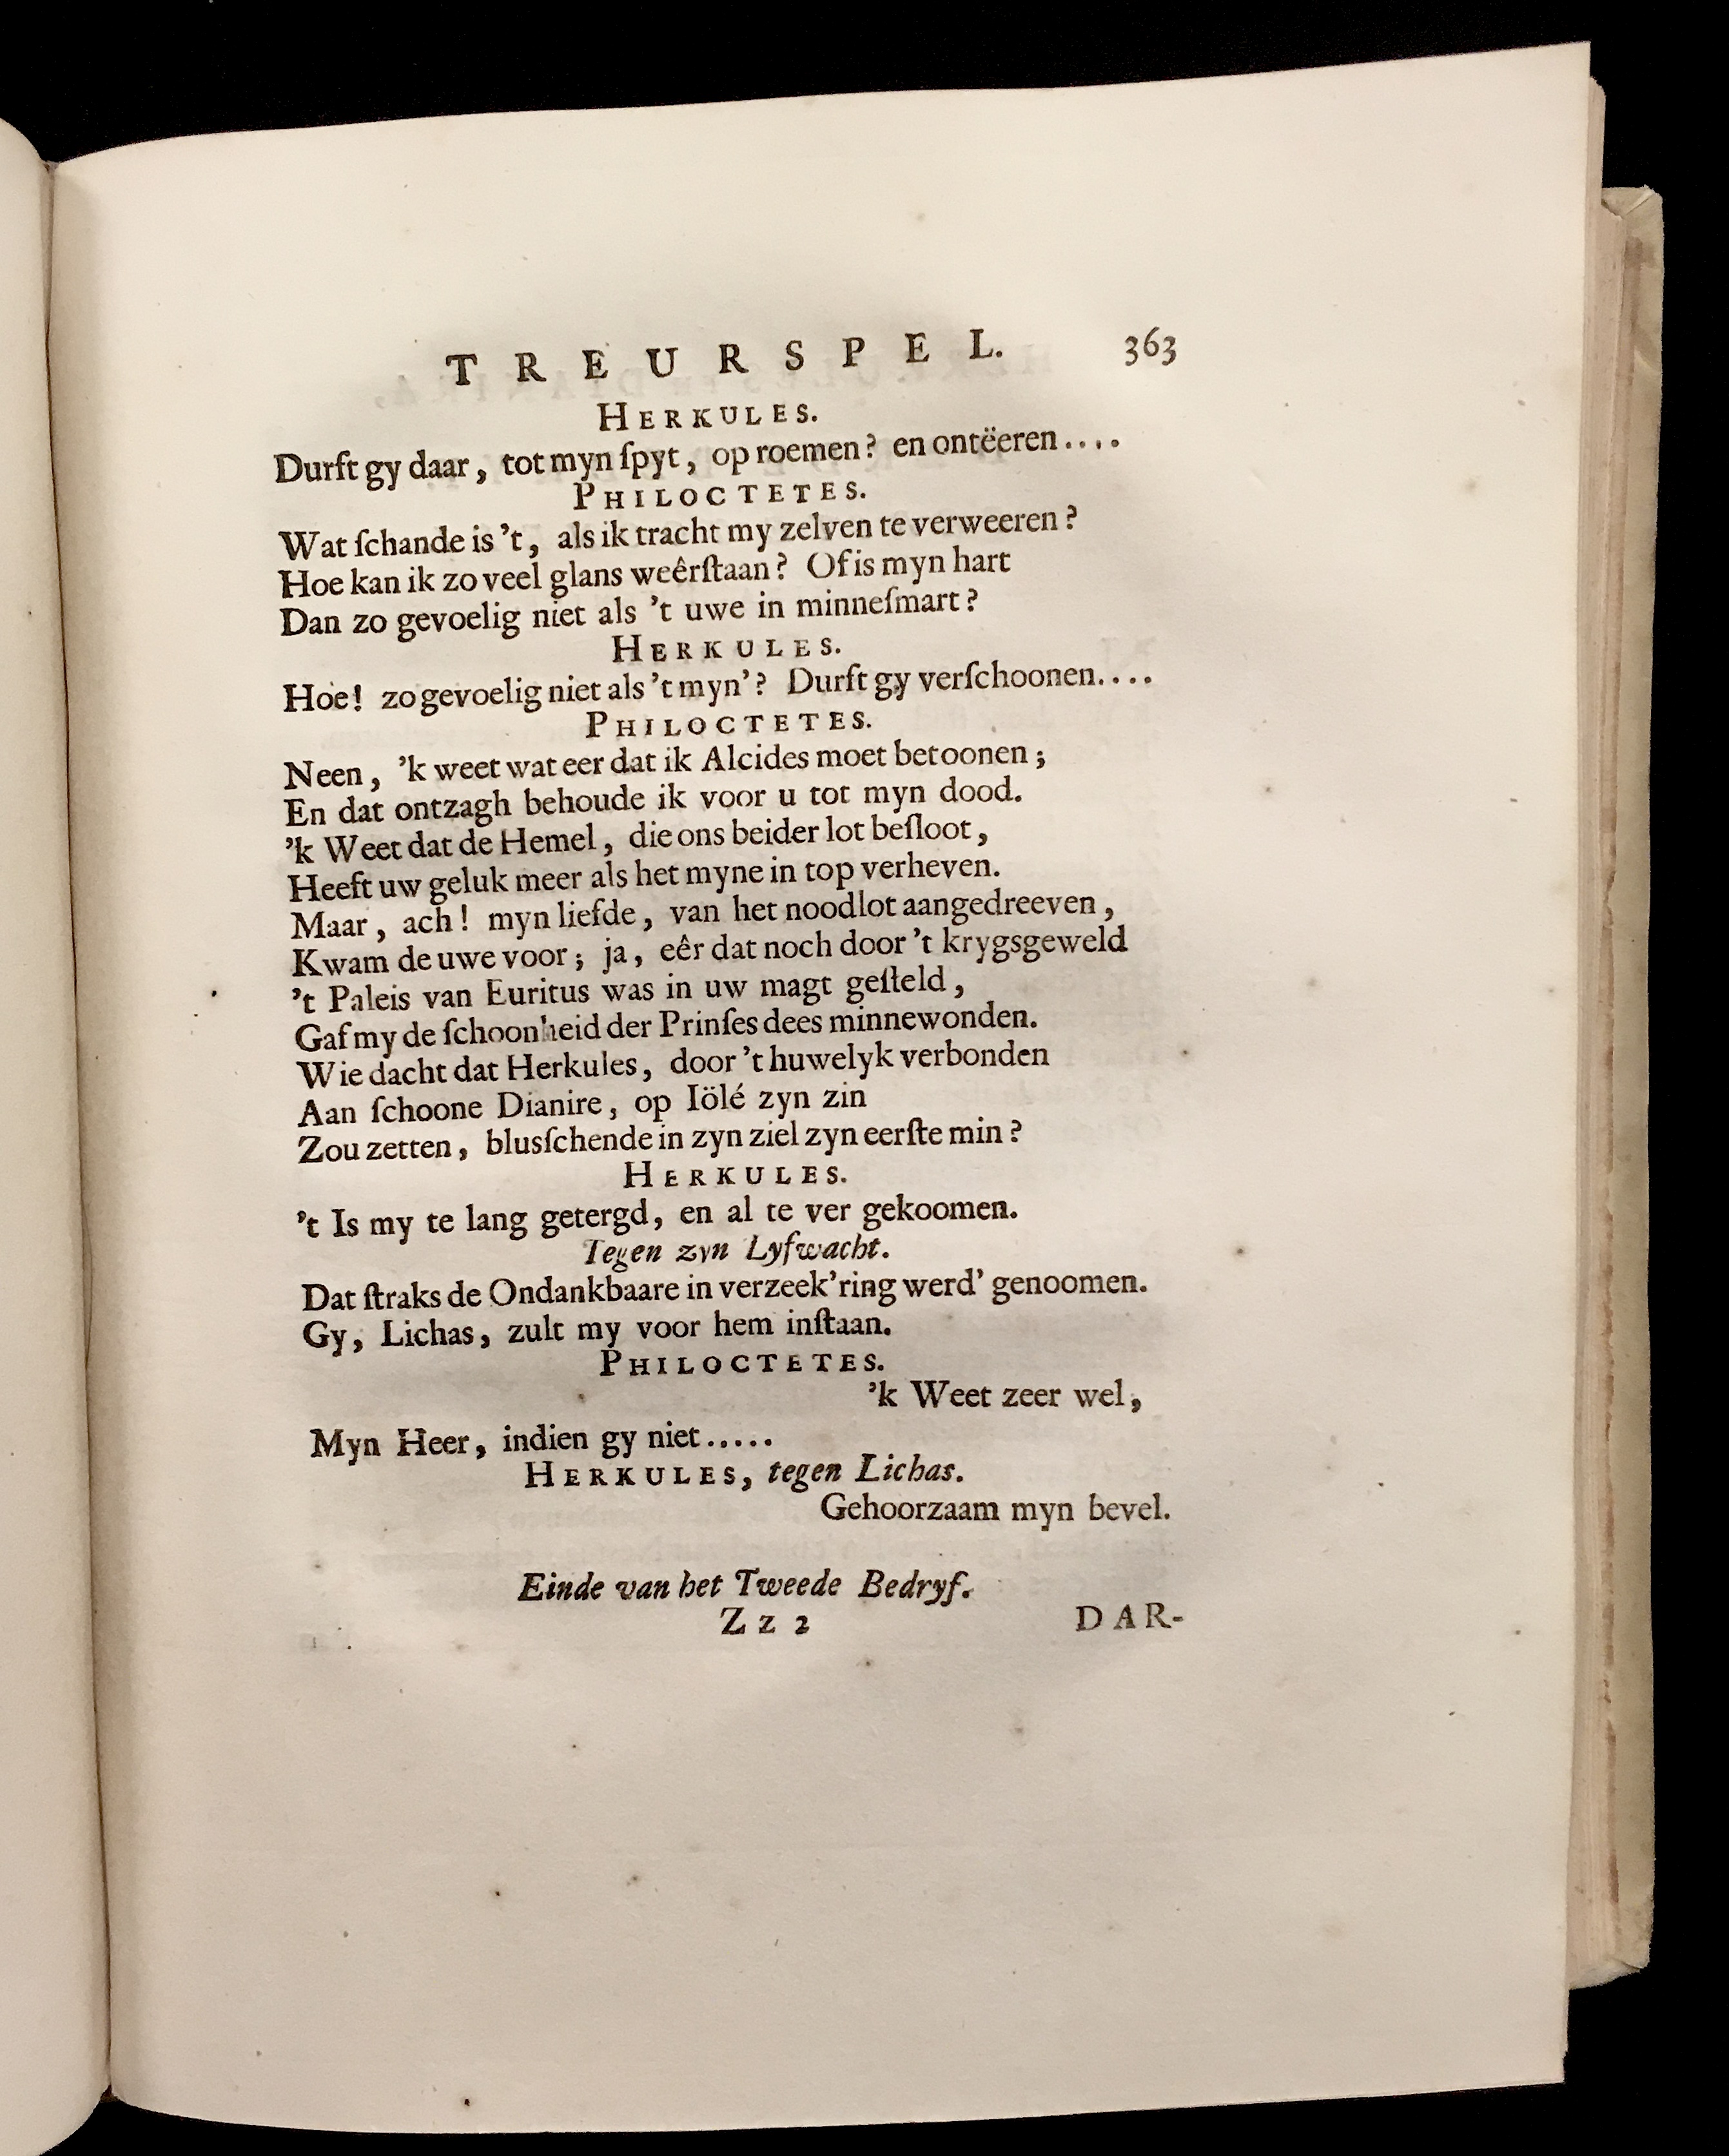 TREURSPEL. 363
HERKULES.
Durft gy daar, tot myn ſpyt, op roemen? en ontëeren....
PHILOCTETES.
Wat ſchande is 't, als ik tracht my zelven te verweeren?
Hoe kan ik zo veel glans weêrſtaan? Of is myn hart
Dan zo gevoelig niet als 't uwe in minneſmart?
HERKULES.
Hoe! zo gevoelig niet als 't myn'? Durft gy verſchoonen....
PHILOCTETES.
Neen, 'k weet wat eer dat ik Alcides moet betoonen;
En dat ontzagh behoude ik voor u tot myn dood.
'k Weet dat de Hemel, die ons beider lot beſloot,
Heeft uw geluk meer als het myne in top verheven.
Maar, ach! myn liefde, van het noodlot aangedreeven,
Kwam de uwe voor; ja, eêr dat noch door 't krygsgeweld
't Paleis van Euritus was in uw magt geſteld,
Gaf my de ſchoonheid der Prinſes dees minnewonden.
Wie dacht dat Herkules, door 't huwelyk verbonden
Aan ſchoone Dianire, op Iölé zyn zin
Zou zetten, blusſchende in zyn ziel zyn eerſte min?
HERKULES.
't Is my te lang getergd, en al te ver gekoomen.
Tegen zyn Lyfwacht.
Dat ſtraks de Ondankbaare in verzeek'ring werd' genoomen.
Gy, Lichas, zult my voor hem inſtaan.
PHILOCTETES.
'k Weet zeer wel,
Myn Heer, indien gy niet.....
HERKULES, tegen Lichas.
Gehoorzaam myn bevel.
Einde van het Tweede Bedryf.
Zz 2 DAR-